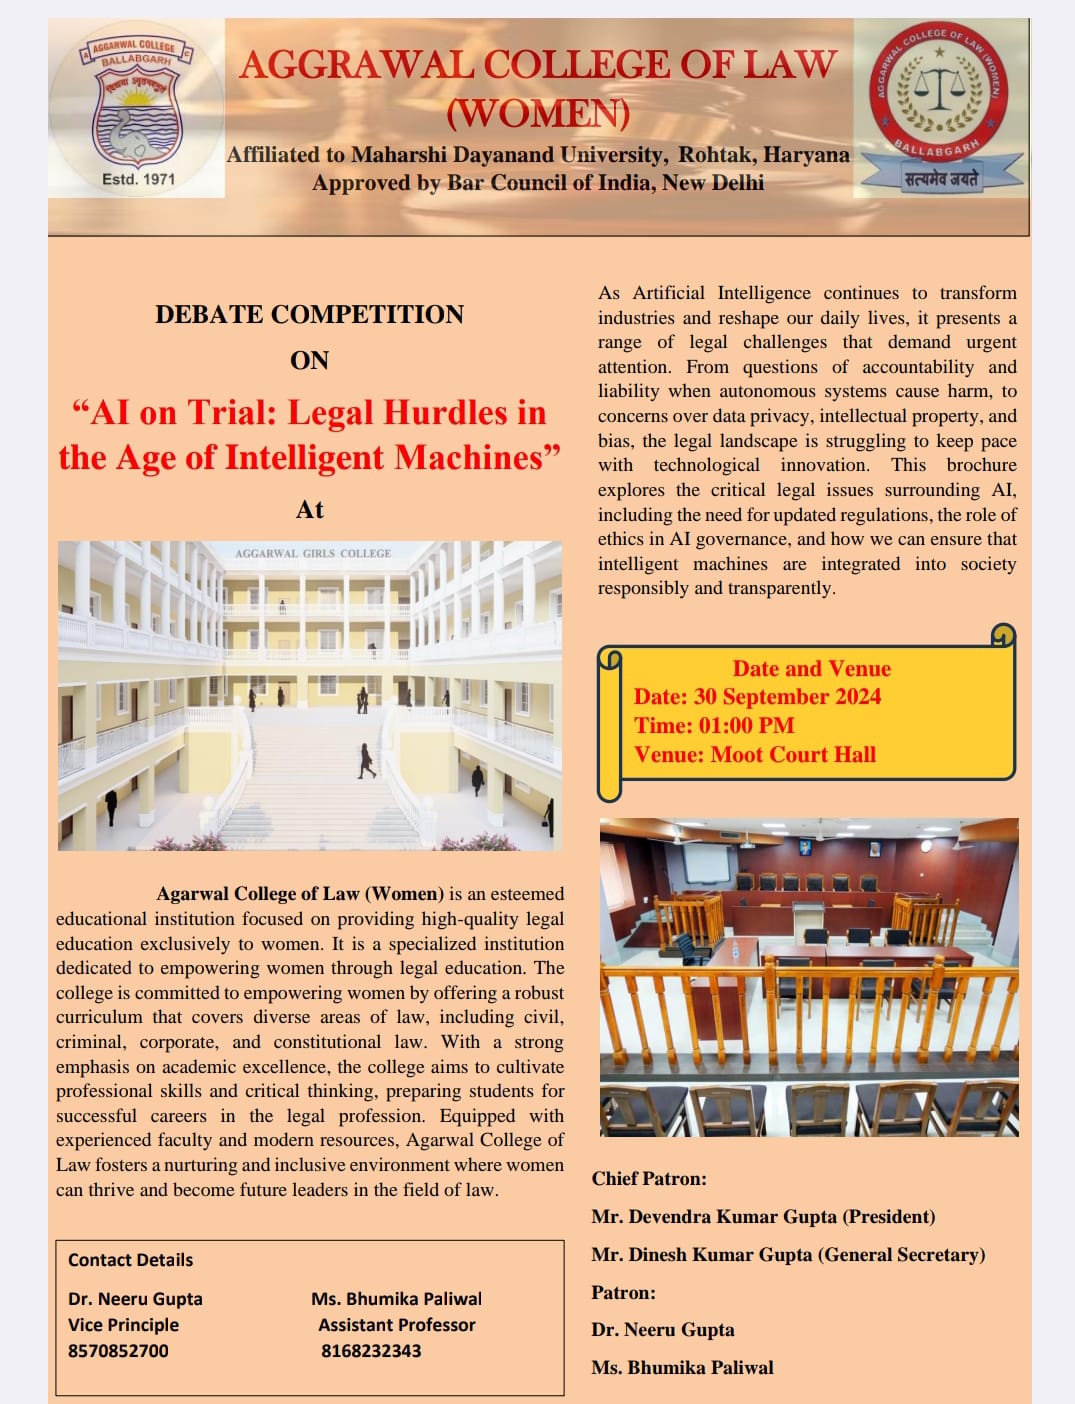 AGGARWAL COLLEGE
BALLABGARH
Estd. 1971
AGGRAWAL COLLEGE OF LAW
(WOMEN)
Affiliated to Maharshi Dayanand University, Rohtak, Haryana
Approved by Bar Council of India, New Delhi
AGGARWAL COLLEGE OF LAW (WOMEN)
BALLABGARH
सत्यमेव जयते
DEBATE COMPETITION
ON
“AI on Trial: Legal Hurdles in
the Age of Intelligent Machines”
At
AGGARWAL GIRLS COLLEGE
Agarwal College of Law (Women) is an esteemed
educational institution focused on providing high-quality legal
education exclusively to women. It is a specialized institution
dedicated to empowering women through legal education. The
college is committed to empowering women by offering a robust
curriculum that covers diverse areas of law, including civil,
criminal, corporate, and constitutional law. With a strong
emphasis on academic excellence, the college aims to cultivate
professional skills and critical thinking, preparing students for
successful careers in the legal profession. Equipped with
experienced faculty and modern resources, Agarwal College of
Law fosters a nurturing and inclusive environment where women
can thrive and become future leaders in the field of law.
Contact Details
Dr. Neeru Gupta Ms. Bhumika Paliwal
Vice Principle Assistant Professor
8570852700 8168232343
As Artificial Intelligence continues to transform
industries and reshape our daily lives, it presents a
range of legal challenges that demand urgent
attention. From questions of accountability and
liability when autonomous systems cause harm, to
concerns over data privacy, intellectual property, and
bias, the legal landscape is struggling to keep pace
with technological innovation. This brochure
explores the critical legal issues surrounding AI,
including the need for updated regulations, the role of
ethics in AI governance, and how we can ensure that
intelligent machines are integrated into society
responsibly and transparently.
Date and Venue
Date: 30 September 2024
Time: 01:00 PM
Venue: Moot Court Hall
Chief Patron:
Mr. Devendra Kumar Gupta (President)
Mr. Dinesh Kumar Gupta (General Secretary)
Patron:
Dr. Neeru Gupta
Ms. Bhumika Paliwal